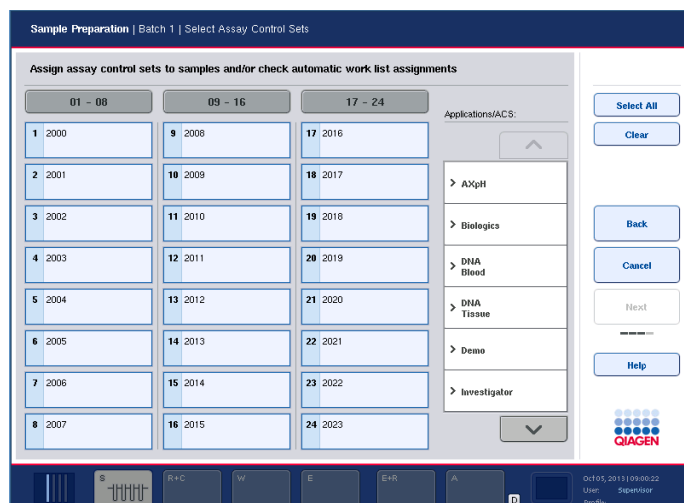 Sample Preparation | Batch 1 | Select Assay Control Sets
Assign assay control sets to samples and/or check automatic work list assignments
01 - 08
09 - 16
17 - 24
Applications/ACS:
1 2000
2 2001
3 2002
4 2003
5 2004
6 2005
7 2006
8 2007
9 2008
10 2009
11 2010
12 2011
13 2012
14 2013
15 2014
16 2015
17 2016
18 2017
19 2018
20 2019
21 2020
22 2021
23 2022
24 2023
AXpH
Biologics
DNA
Blood
DNA
Tissue
Demo
Investigator
Select All
Clear
Back
Cancel
Next
Help
QIAGEN
S
R+C
W
E
E+R
A
D
Oct 03, 2013 | 09:00:22
User: Supervisor
Profile: